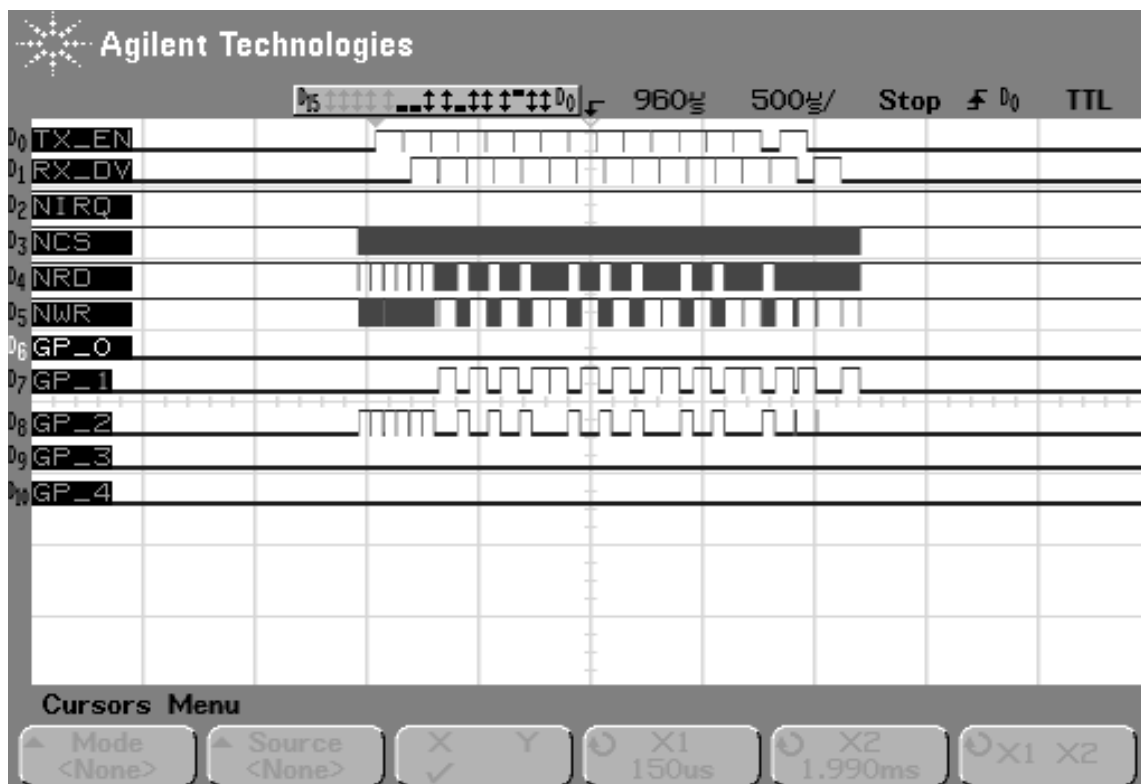 Agilent Technologies
D15 D0 960us 500us/ Stop D0 TTL
D0 TX_EN
D1 RX_DV
D2 NIRQ
D3 NCS
D4 NRD
D5 NWR
D6 GP_0
D7 GP_1
D8 GP_2
D9 GP_3
D10 GP_4
Cursors Menu
Mode Source X Y X1 X2 X1 X2
<None> <None> ✓ 150us 1.990ms